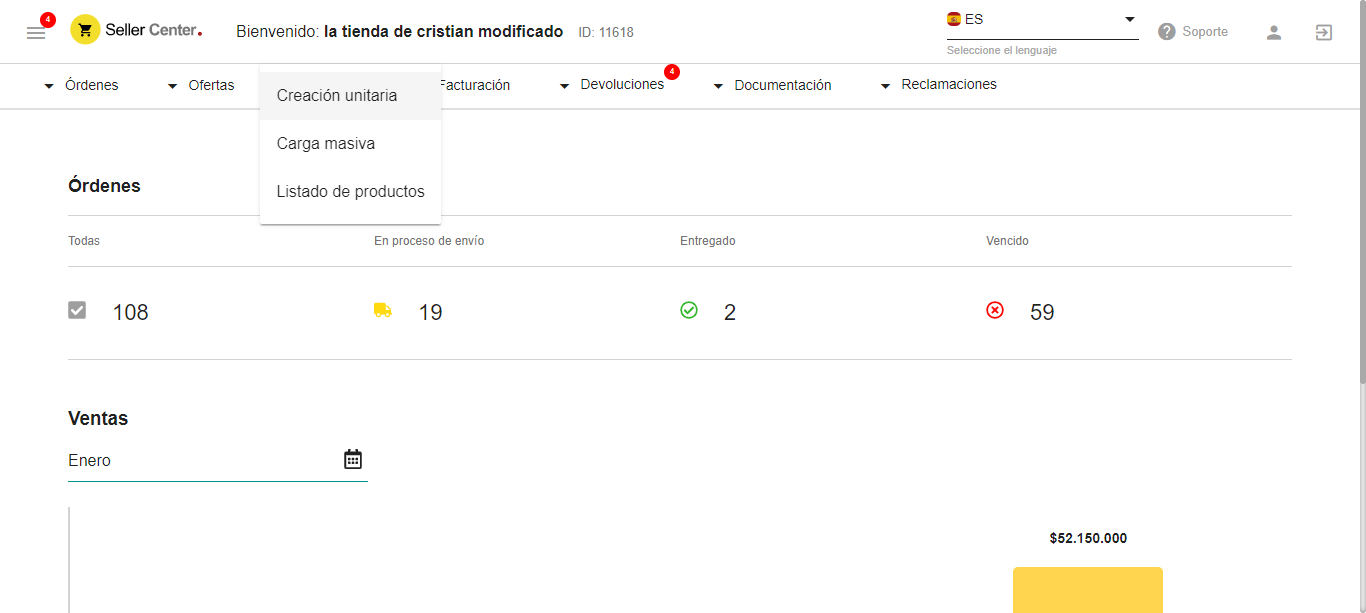 4
Seller Center.
Bienvenido: la tienda de cristian modificado ID: 11618
ES
Seleccione el lenguaje
Soporte
Órdenes
Ofertas
Facturación
Devoluciones
4
Documentación
Reclamaciones
Creación unitaria
Carga masiva
Listado de productos
Órdenes
Todas
En proceso de envío
Entregado
Vencido
108
19
2
59
Ventas
Enero
$52.150.000